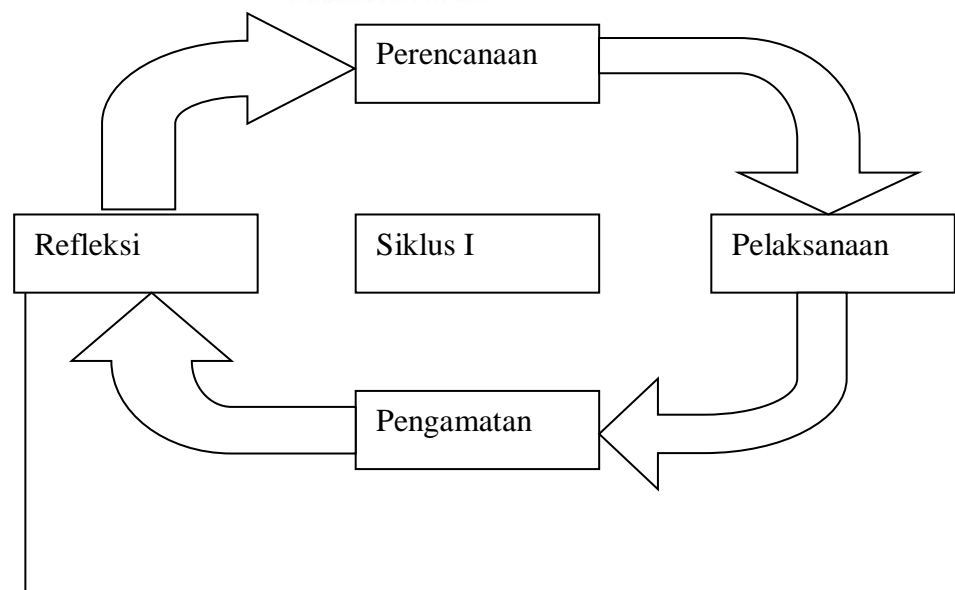 Perencanaan
Refleksi
Siklus I
Pelaksanaan
Pengamatan